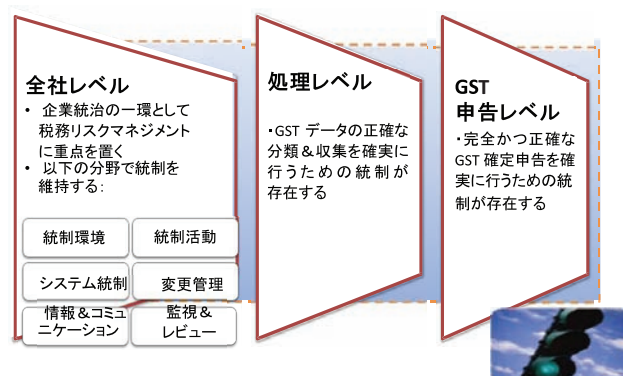 全社レベル
• 企業統治の一環として
税務リスクマネジメント
に重点を置く
• 以下の分野で統制を
維持する:
統制環境
統制活動
システム統制
変更管理
情報&コミュ
ニケーション
監視&
レビュー
処理レベル
・GST データの正確な
分類&収集を確実に
行うための統制が
存在する
GST
申告レベル
・完全かつ正確な
GST 確定申告を確
実に行うための統
制が存在する